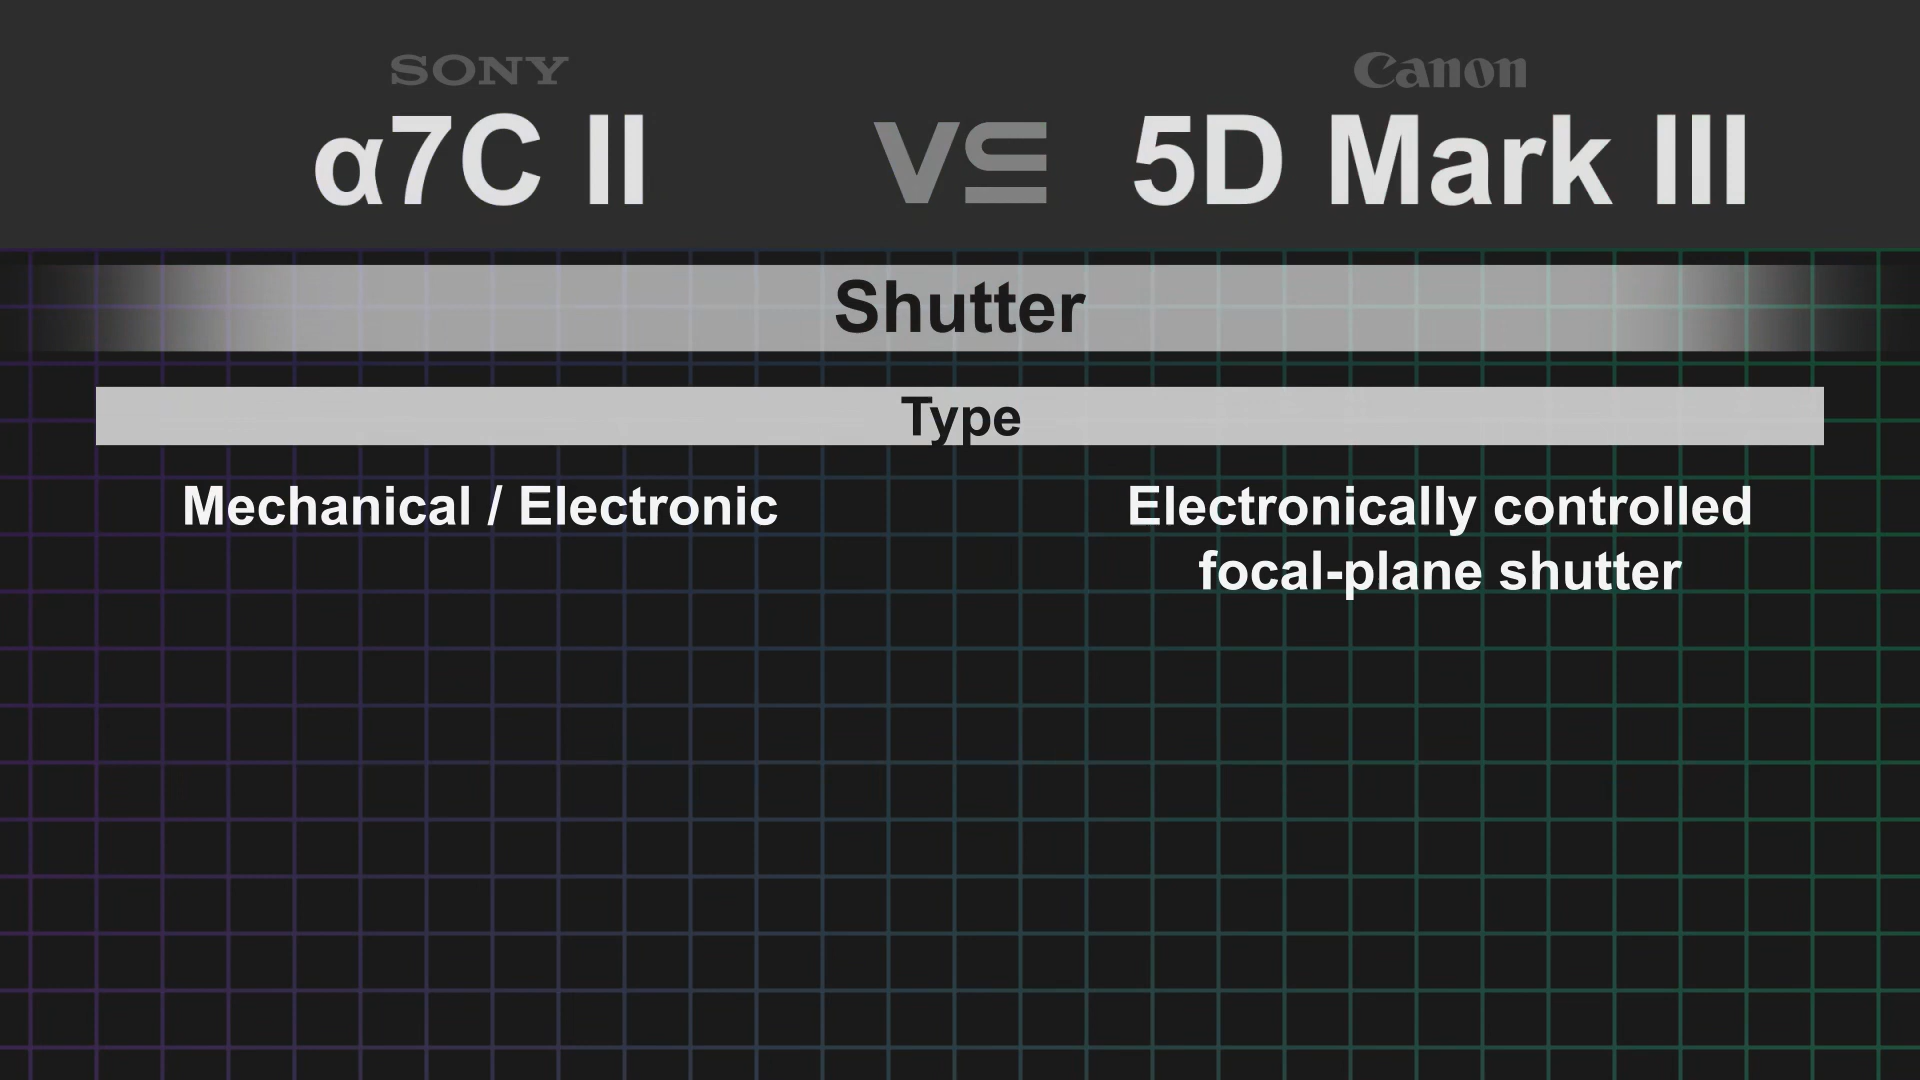 SONY
α7C II
VS
Canon
5D Mark III
Shutter
Type
Mechanical / Electronic
Electronically controlled
focal-plane shutter